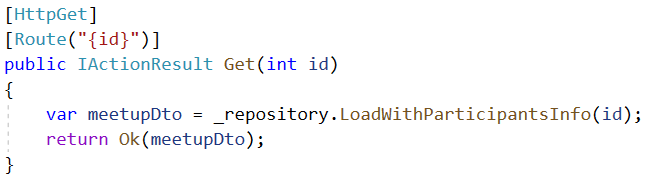 [HttpGet]
[Route("{id}")]
public IActionResult Get(int id)
{
    var meetupDto = _repository.LoadWithParticipantsInfo(id);
    return Ok(meetupDto);
}